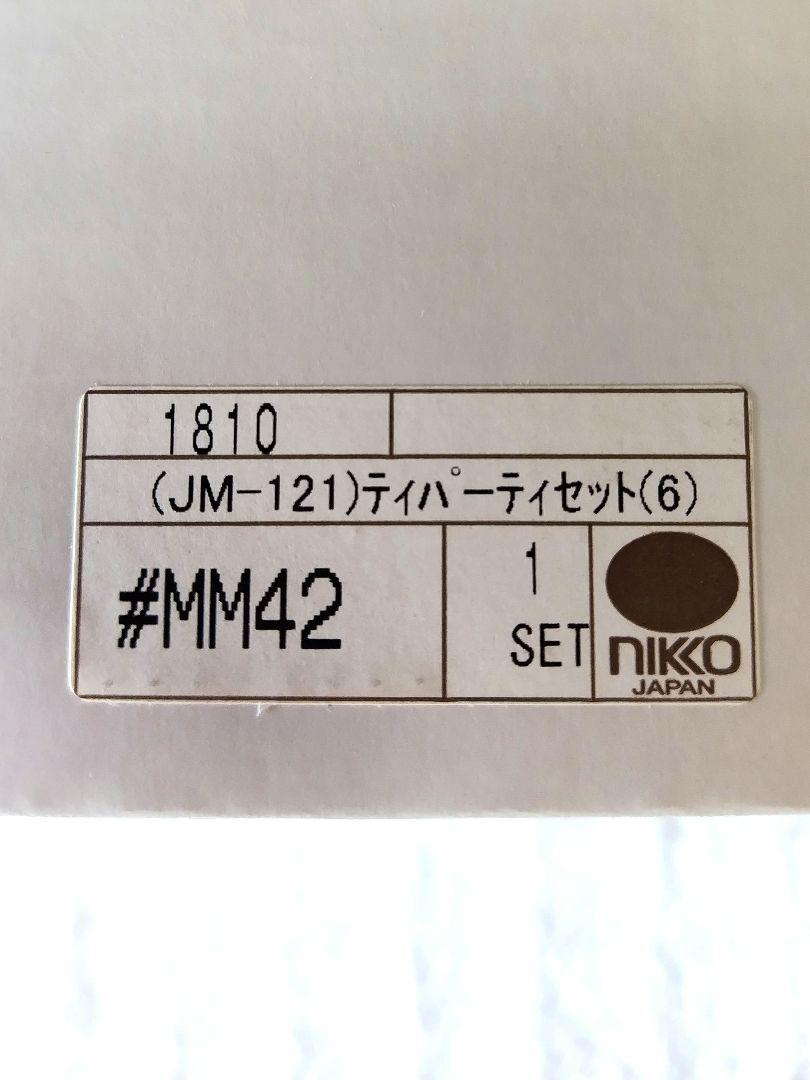 1810
(JM-121)ﾃｨﾊﾟｰﾃｨｾｯﾄ(6)
#MM42
1
SET
NIKKO
JAPAN